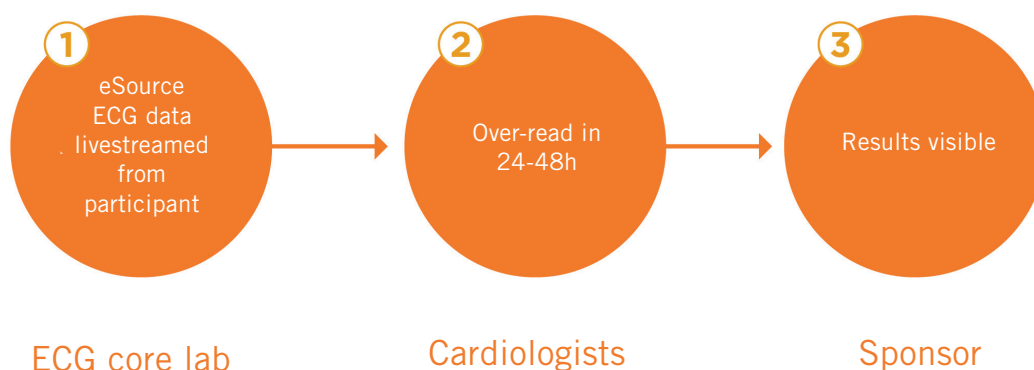 1
eSource
ECG data
. livestreamed
from
participant
2
Over-read in
24-48h
3
Results visible
ECG core lab
Cardiologists
Sponsor